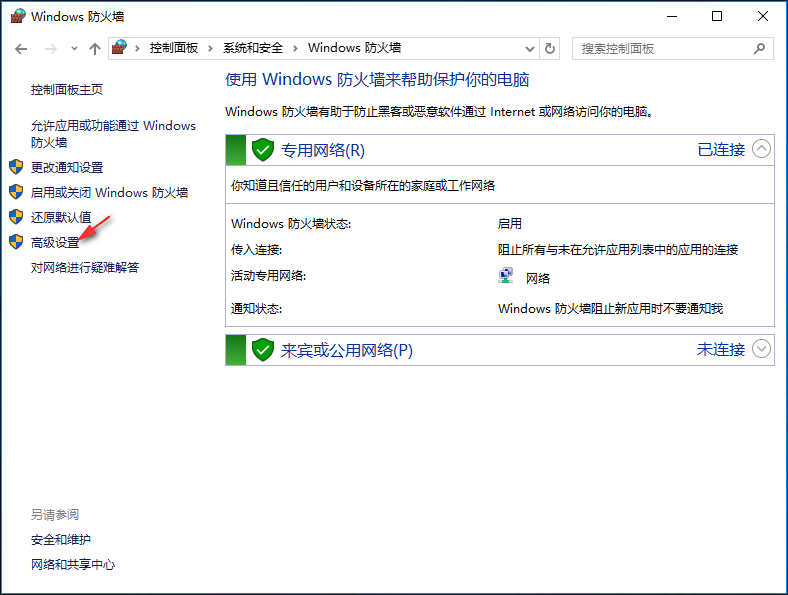 Windows 防火墙
控制面板 系统和安全 Windows 防火墙
搜索控制面板
控制面板主页
允许应用或功能通过 Windows
防火墙
更改通知设置
启用或关闭 Windows 防火墙
还原默认值
高级设置
对网络进行疑难解答
另请参阅
安全和维护
网络和共享中心
使用 Windows 防火墙来帮助保护你的电脑
Windows 防火墙有助于防止黑客或恶意软件通过 Internet 或网络访问你的电脑。
专用网络(R) 已连接
你知道且信任的用户和设备所在的家庭或工作网络
Windows 防火墙状态: 启用
传入连接: 阻止所有与未在允许应用列表中的应用的连接
活动专用网络: 网络
通知状态: Windows 防火墙阻止新应用时不要通知我
来宾或公用网络(P) 未连接